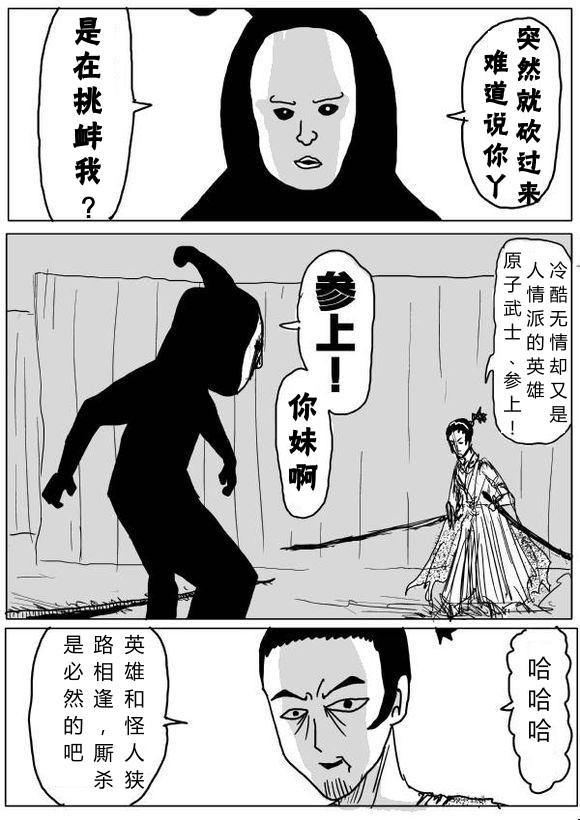 突然就砍过来
难道说你丫
是在挑衅我？
冷酷无情却又是
人情派的英雄
原子武士、参上！
参上！
你妹啊
哈哈哈
英雄和怪人狭
路相逢，厮杀
是必然的吧